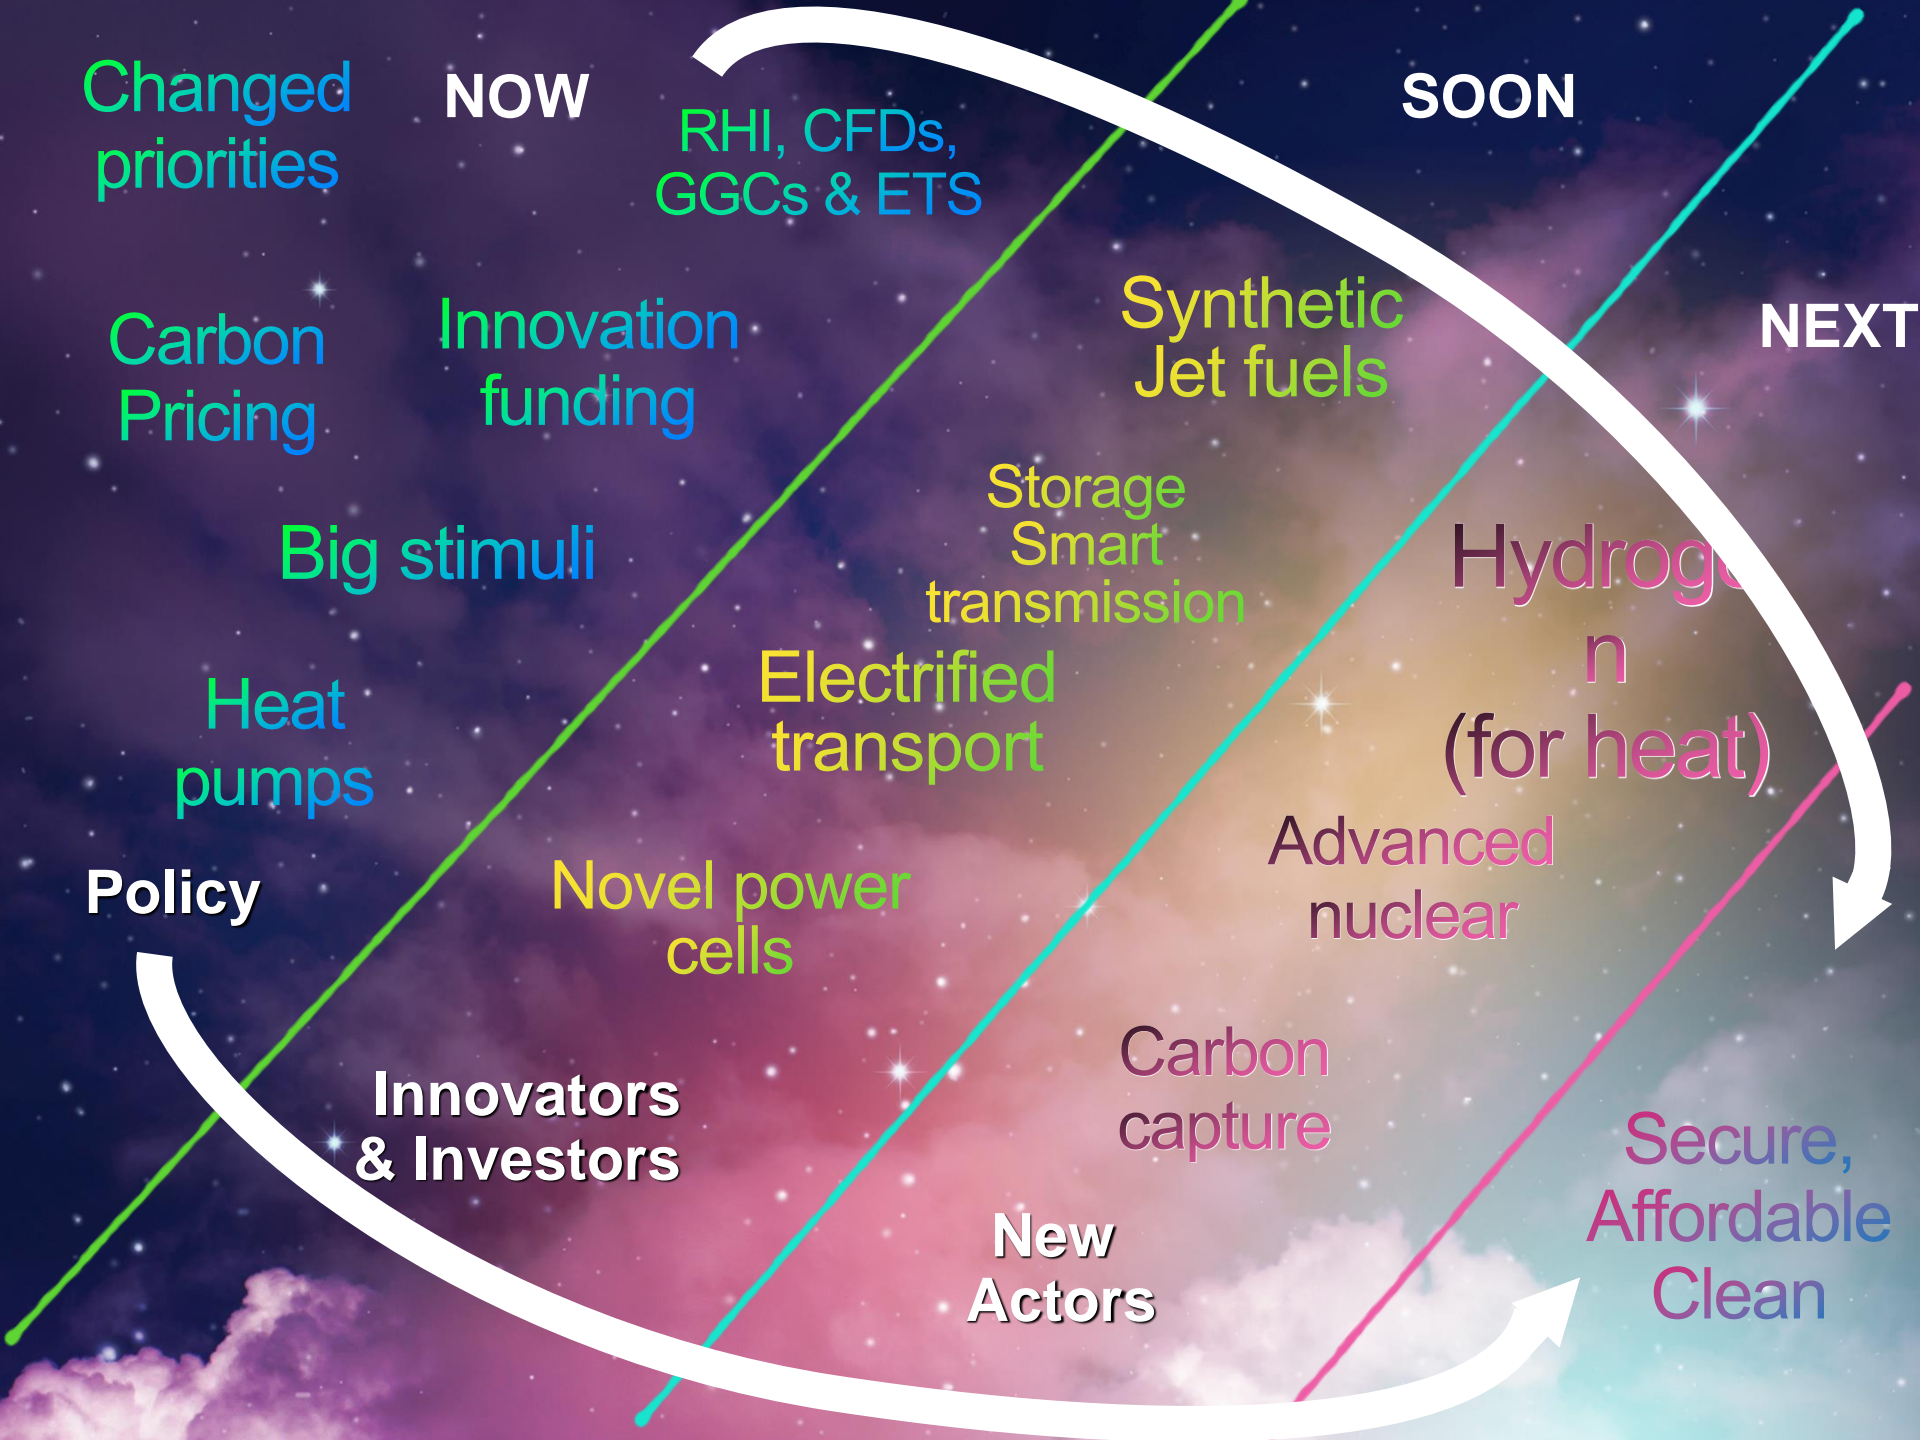 Changed
priorities
NOW
RHI, CFDs,
GGCs & ETS
SOON
Carbon
Pricing
Innovation
funding
Synthetic
Jet fuels
NEXT
Big stimuli
Storage
Smart
transmission
Hydroge
n
(for heat)
Heat
pumps
Electrified
transport
Advanced
nuclear
Policy
Novel power
cells
Carbon
capture
Innovators
& Investors
New
Actors
Secure,
Affordable
Clean